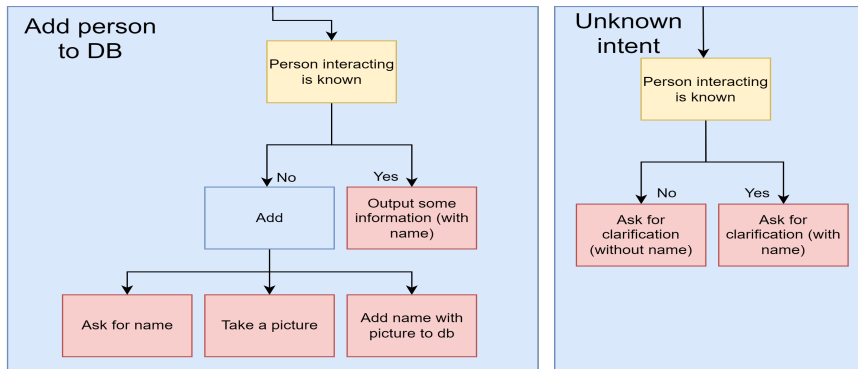 Add person
to DB
Person interacting
is known
No
Yes
Add
Output some
information (with
name)
Ask for name
Take a picture
Add name with
picture to db
Unknown
intent
Person interacting
is known
No
Yes
Ask for
clarification
(without name)
Ask for
clarification (with
name)